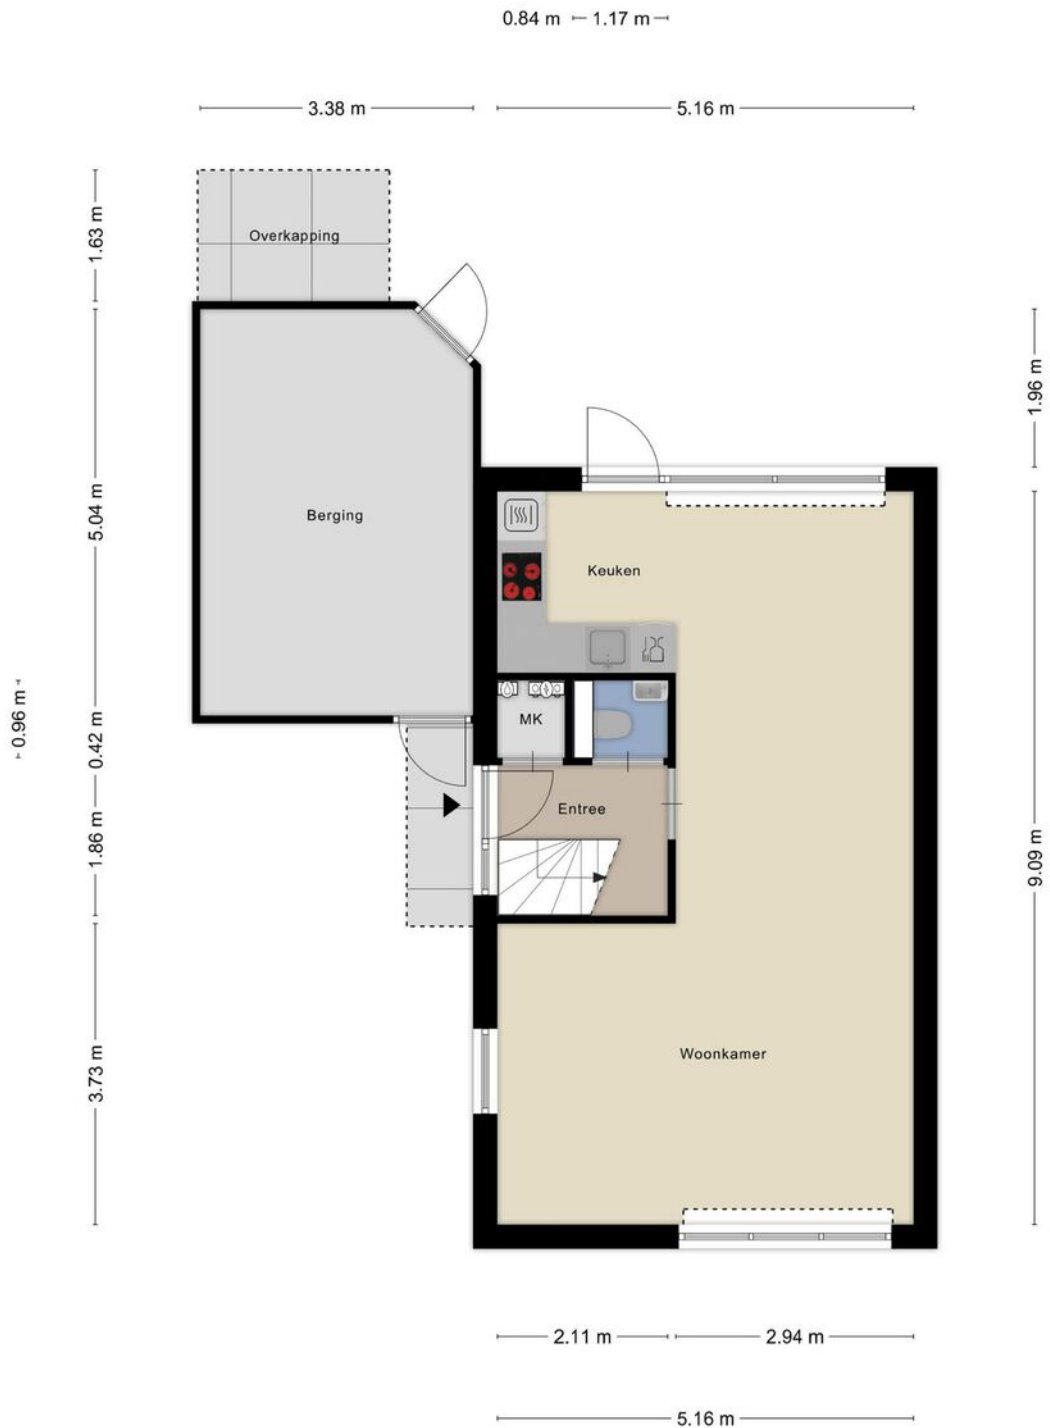 0.84 m
1.17 m
3.38 m
5.16 m
1.63 m
Overkapping
1.96 m
5.04 m
Berging
Keuken
0.96 m
0.42 m
MK
Entree
1.86 m
9.09 m
3.73 m
Woonkamer
2.11 m
2.94 m
5.16 m